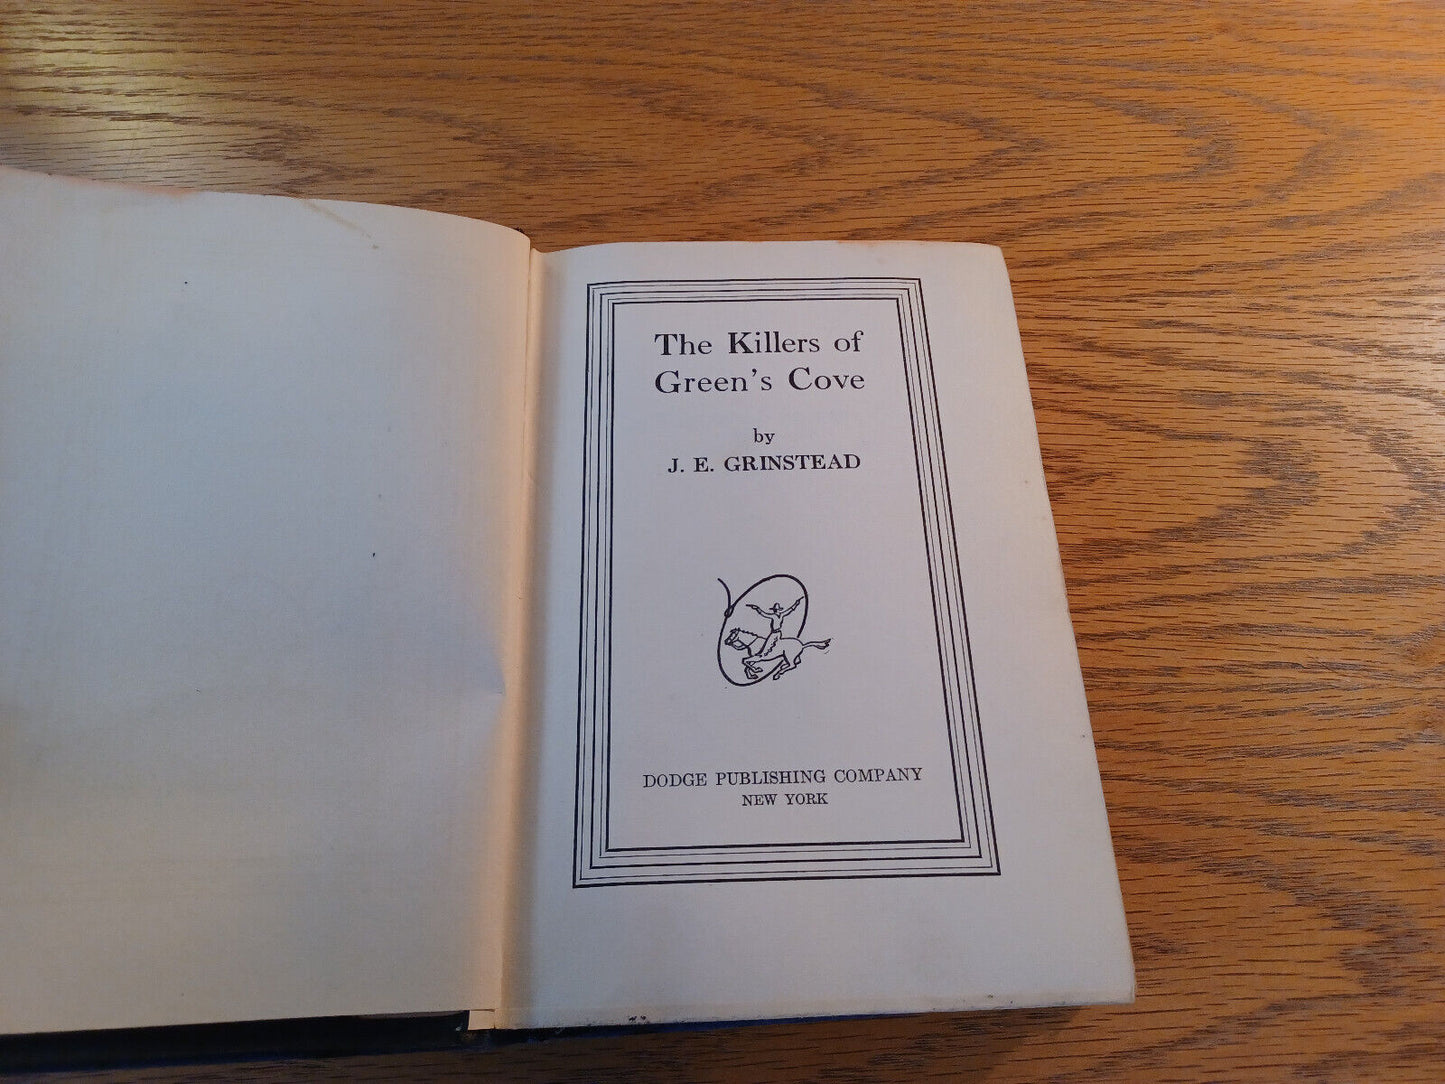 The Killers of
Green's Cove
by
J. E. GRINSTEAD
DODGE PUBLISHING COMPANY
NEW YORK